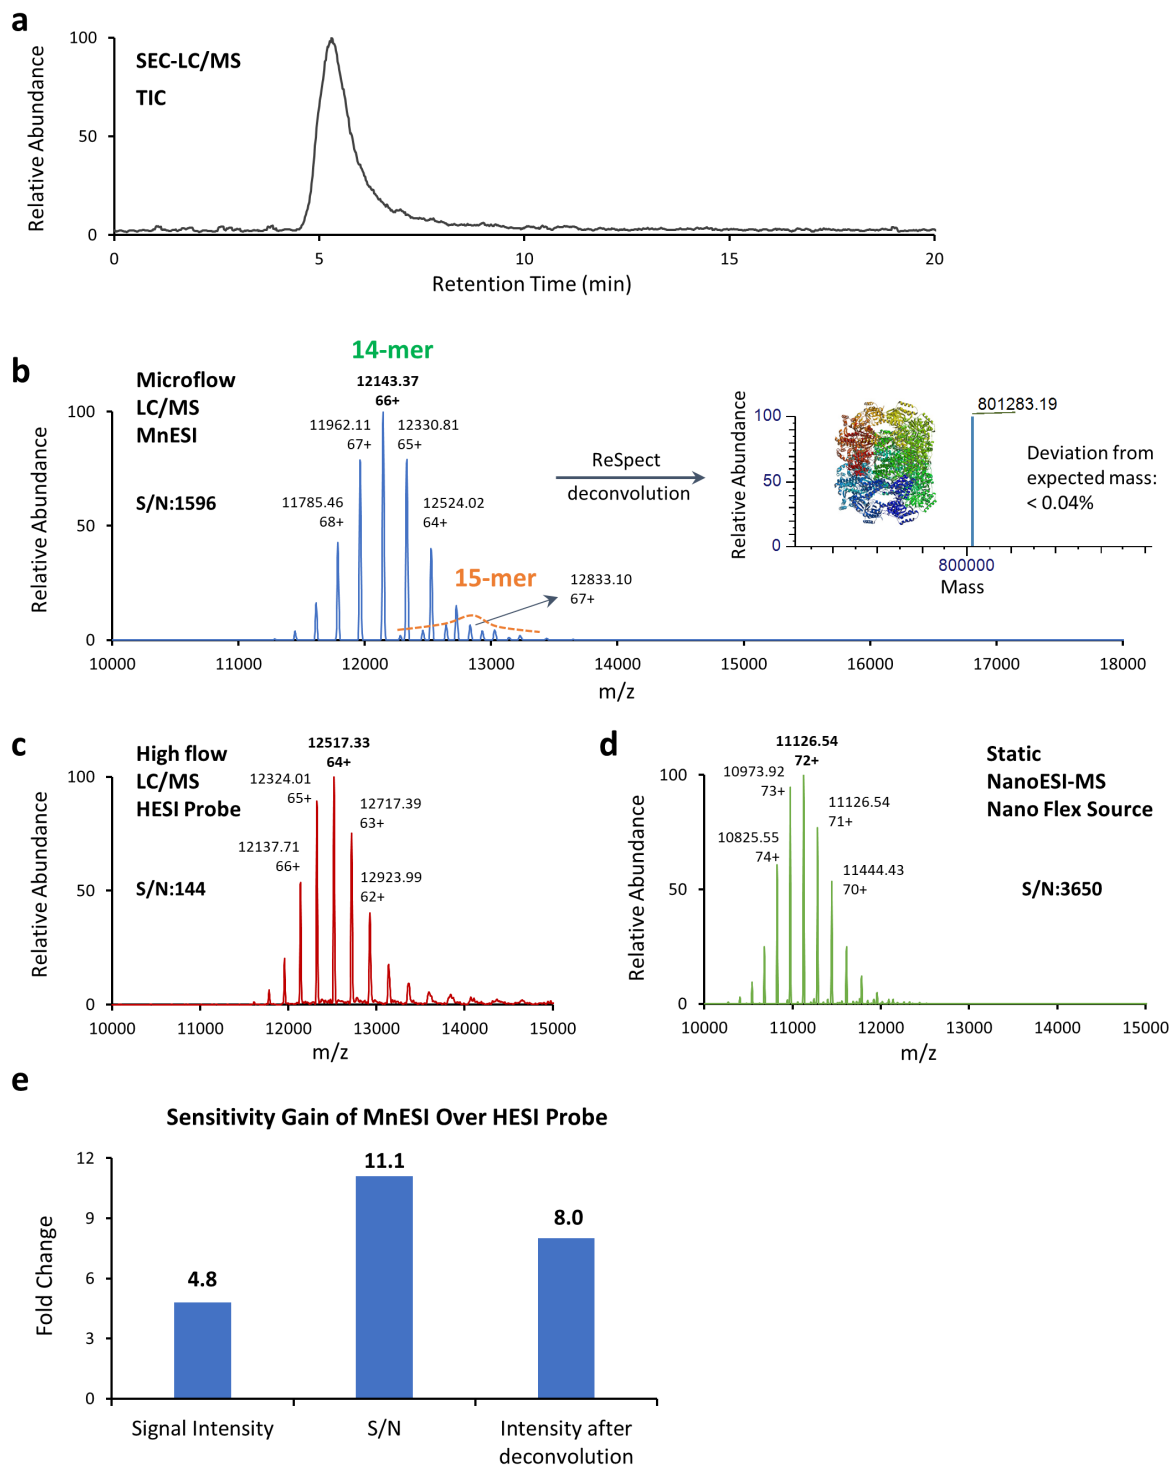 a
SEC-LC/MS
TIC
Relative Abundance
100
50
0
0 5 10 15 20
Retention Time (min)
b
Microflow
LC/MS
MnESI
S/N:1596
14-mer
12143.37
66+
11962.11
67+
12330.81
65+
11785.46
68+
12524.02
64+
15-mer
12833.10
67+
Relative Abundance
100
50
0
10000 11000 12000 13000 14000 15000 16000 17000 18000
m/z
ReSpect
deconvolution
Relative Abundance
100
50
0
801283.19
Deviation from
expected mass:
< 0.04%
800000
Mass
c
High flow
LC/MS
HESI Probe
S/N:144
12517.33
64+
12324.01
65+
12717.39
63+
12137.71
66+
12923.99
62+
Relative Abundance
100
50
0
10000 11000 12000 13000 14000 15000
m/z
d
Static
NanoESI-MS
Nano Flex Source
S/N:3650
11126.54
72+
10973.92
73+
11126.54
71+
10825.55
74+
11444.43
70+
Relative Abundance
100
50
0
10000 11000 12000 13000 14000 15000
m/z
e
Sensitivity Gain of MnESI Over HESI Probe
Fold Change
12
9
6
3
0
4.8
11.1
8.0
Signal Intensity
S/N
Intensity after
deconvolution